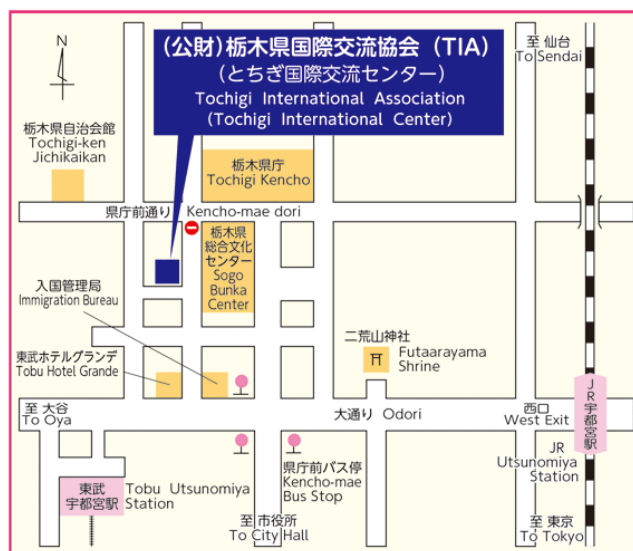 (公財)栃木県国際交流協会 (TIA)
(とちぎ国際交流センター)
Tochigi International Association
(Tochigi International Center)
N
至 仙台
To Sendai
栃木県自治会館
Tochigi-ken
Jichikaikan
栃木県庁
Tochigi Kencho
県庁前通り Kencho-mae dori
栃木県
総合文化
センター
Sogo
Bunka
Center
入国管理局
Immigration Bureau
東武ホテルグランデ
Tobu Hotel Grande
二荒山神社
Futaarayama
Shrine
至 大谷
To Oya
大通り Odori
西口
West Exit
JR宇都宮駅
JR
Utsunomiya
Station
県庁前バス停
Kencho-mae
Bus Stop
東武
宇都宮駅
Tobu Utsunomiya
Station
至 市役所
To City Hall
至 東京
To Tokyo